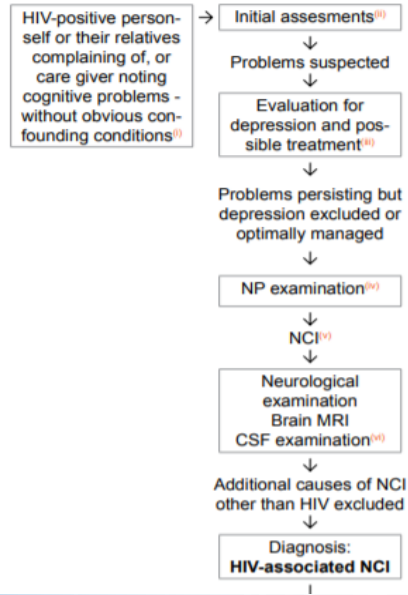 HIV-positive person-
self or their relatives
complaining of, or
care giver noting
cognitive problems -
without obvious con-
founding conditions(i)
Initial assesments(ii)
Problems suspected
Evaluation for
depression and pos-
sible treatment(iii)
Problems persisting but
depression excluded or
optimally managed
NP examination(iv)
NCI(v)
Neurological
examination
Brain MRI
CSF examination(vi)
Additional causes of NCI
other than HIV excluded
Diagnosis:
HIV-associated NCI